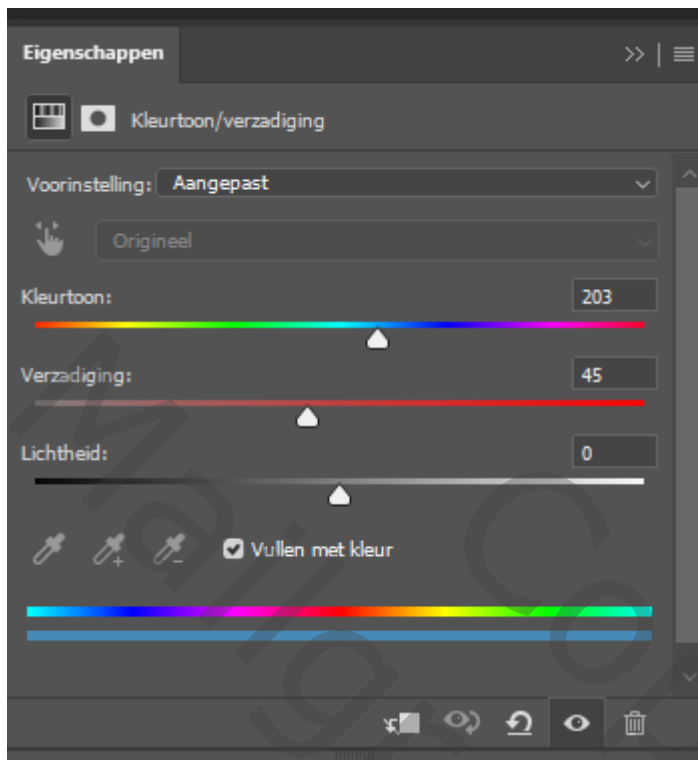 Eigenschappen
Kleurtoon/verzadiging
Voorinstelling: Aangepast
Origineel
Kleurtoon: 203
Verzadiging: 45
Lichtheid: 0
Vullen met kleur